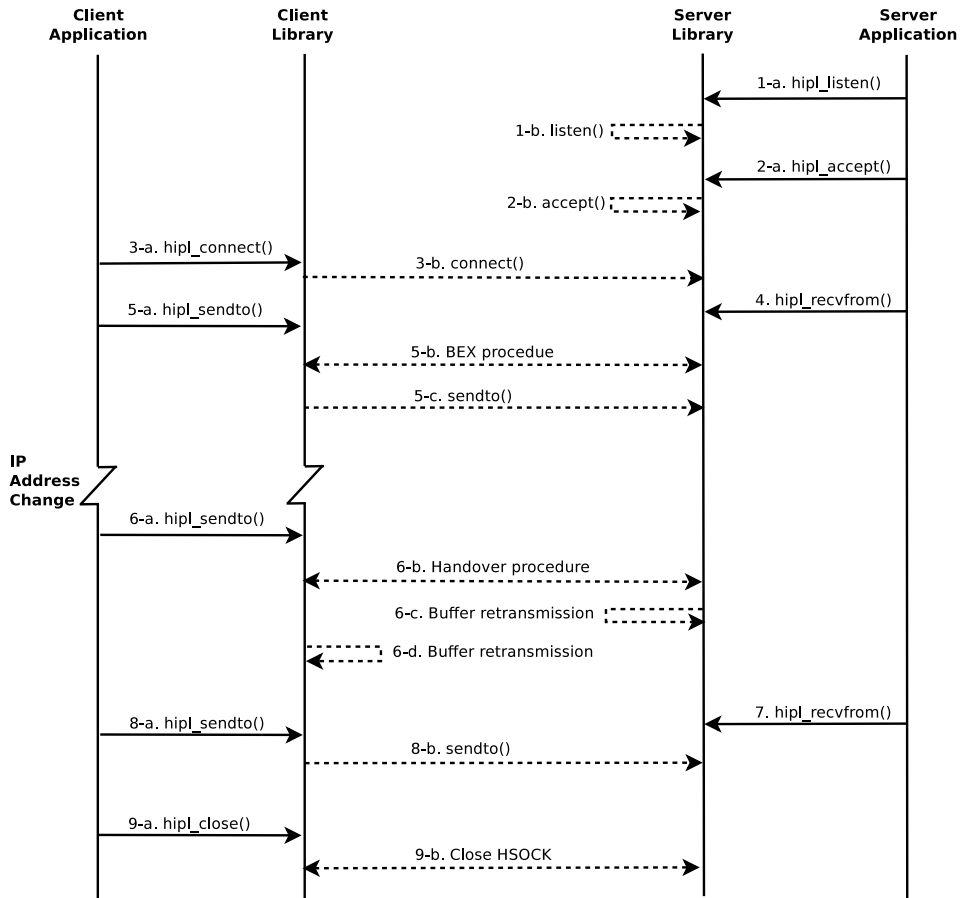 Client
Application
Client
Library
Server
Library
Server
Application
1-a. hipl_listen()
1-b. listen()
2-a. hipl_accept()
2-b. accept()
3-a. hipl_connect()
3-b. connect()
5-a. hipl_sendto()
4. hipl_recvfrom()
5-b. BEX procedue
5-c. sendto()
IP
Address
Change
6-a. hipl_sendto()
6-b. Handover procedure
6-c. Buffer retransmission
6-d. Buffer retransmission
8-a. hipl_sendto()
7. hipl_recvfrom()
8-b. sendto()
9-a. hipl_close()
9-b. Close HSOCK